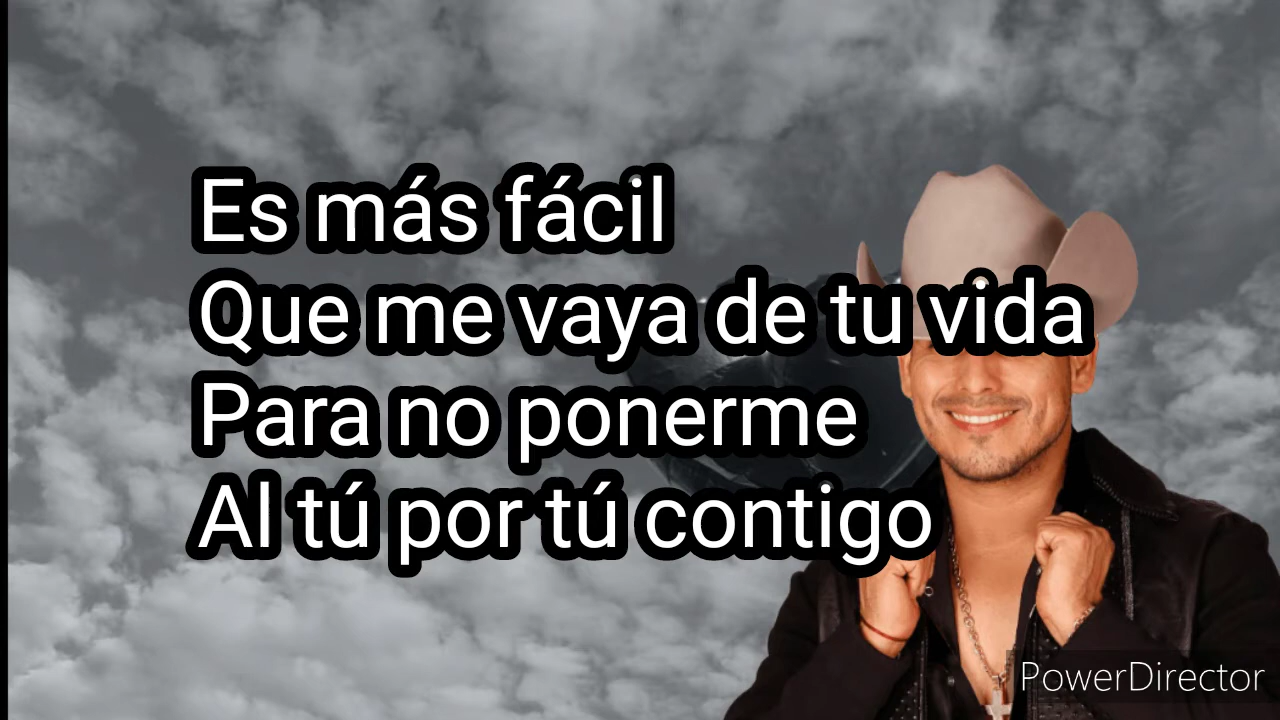 Es más fácil
Que me vaya de tu vida
Para no ponerme
Al tú por tú contigo
PowerDirector